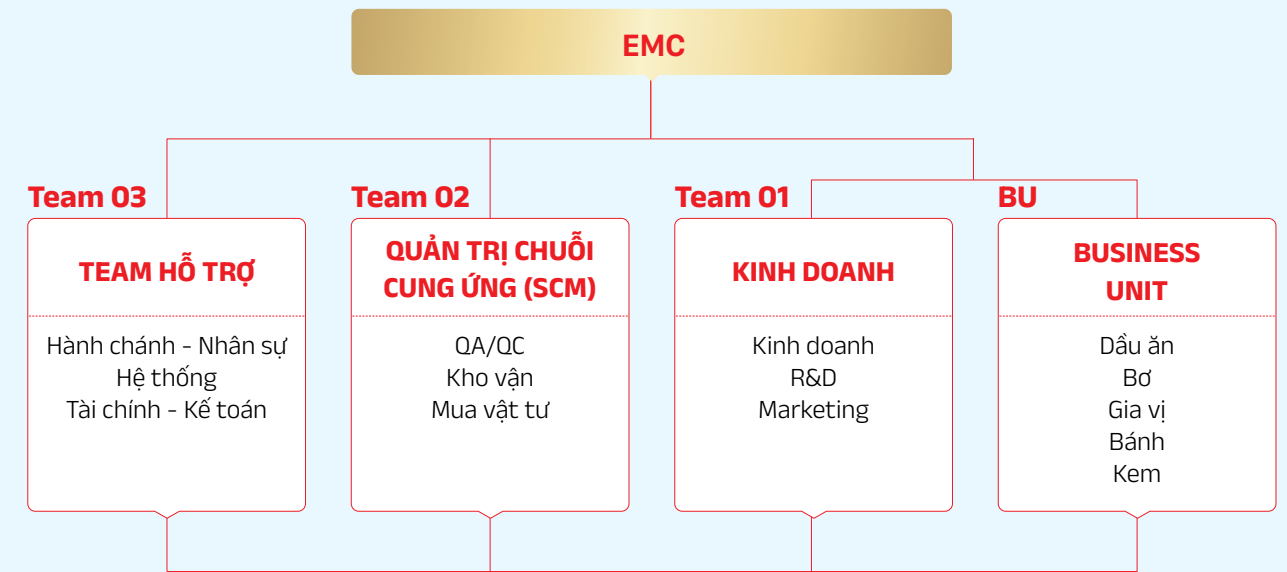 EMC
Team 03
TEAM HỖ TRỢ
Hành chánh - Nhân sự
Hệ thống
Tài chính - Kế toán
Team 02
QUẢN TRỊ CHUỖI
CUNG ỨNG (SCM)
QA/QC
Kho vận
Mua vật tư
Team 01
KINH DOANH
Kinh doanh
R&D
Marketing
BU
BUSINESS
UNIT
Dầu ăn
Bơ
Gia vị
Bánh
Kem